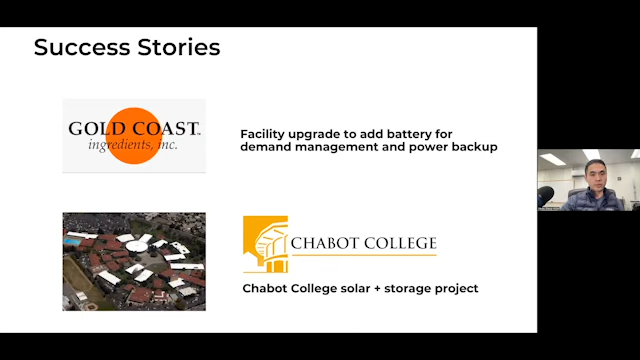 Success Stories
GOLD COAST™
ingredients, inc.
Facility upgrade to add battery for
demand management and power backup
CHABOT COLLEGE
Chabot College solar + storage project